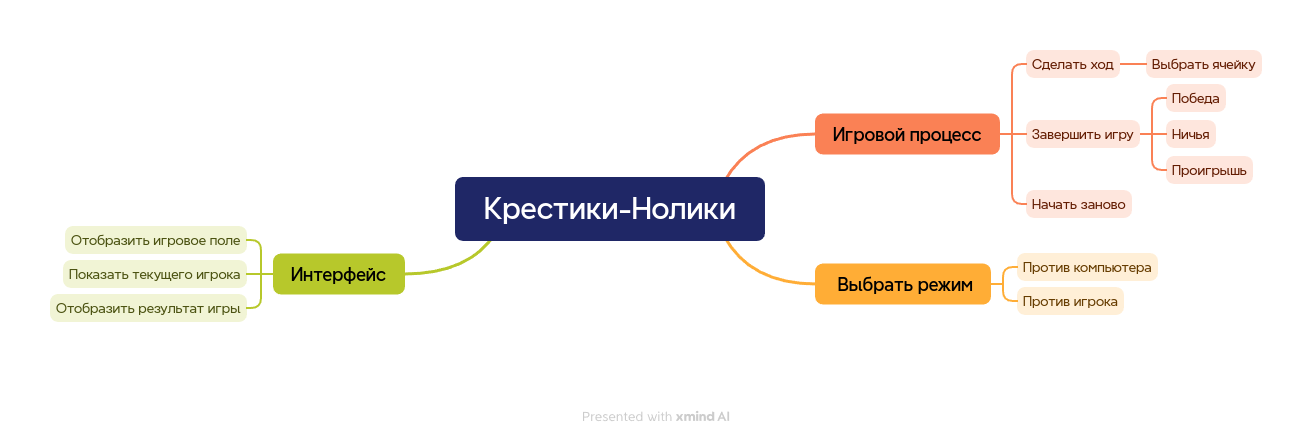 Крестики-Нолики
Игровой процесс
Сделать ход
Выбрать ячейку
Завершить игру
Победа
Ничья
Проигрышь
Начать заново
Выбрать режим
Против компьютера
Против игрока
Интерфейс
Отобразить игровое поле
Показать текущего игрока
Отобразить результат игры
Presented with xmind AI